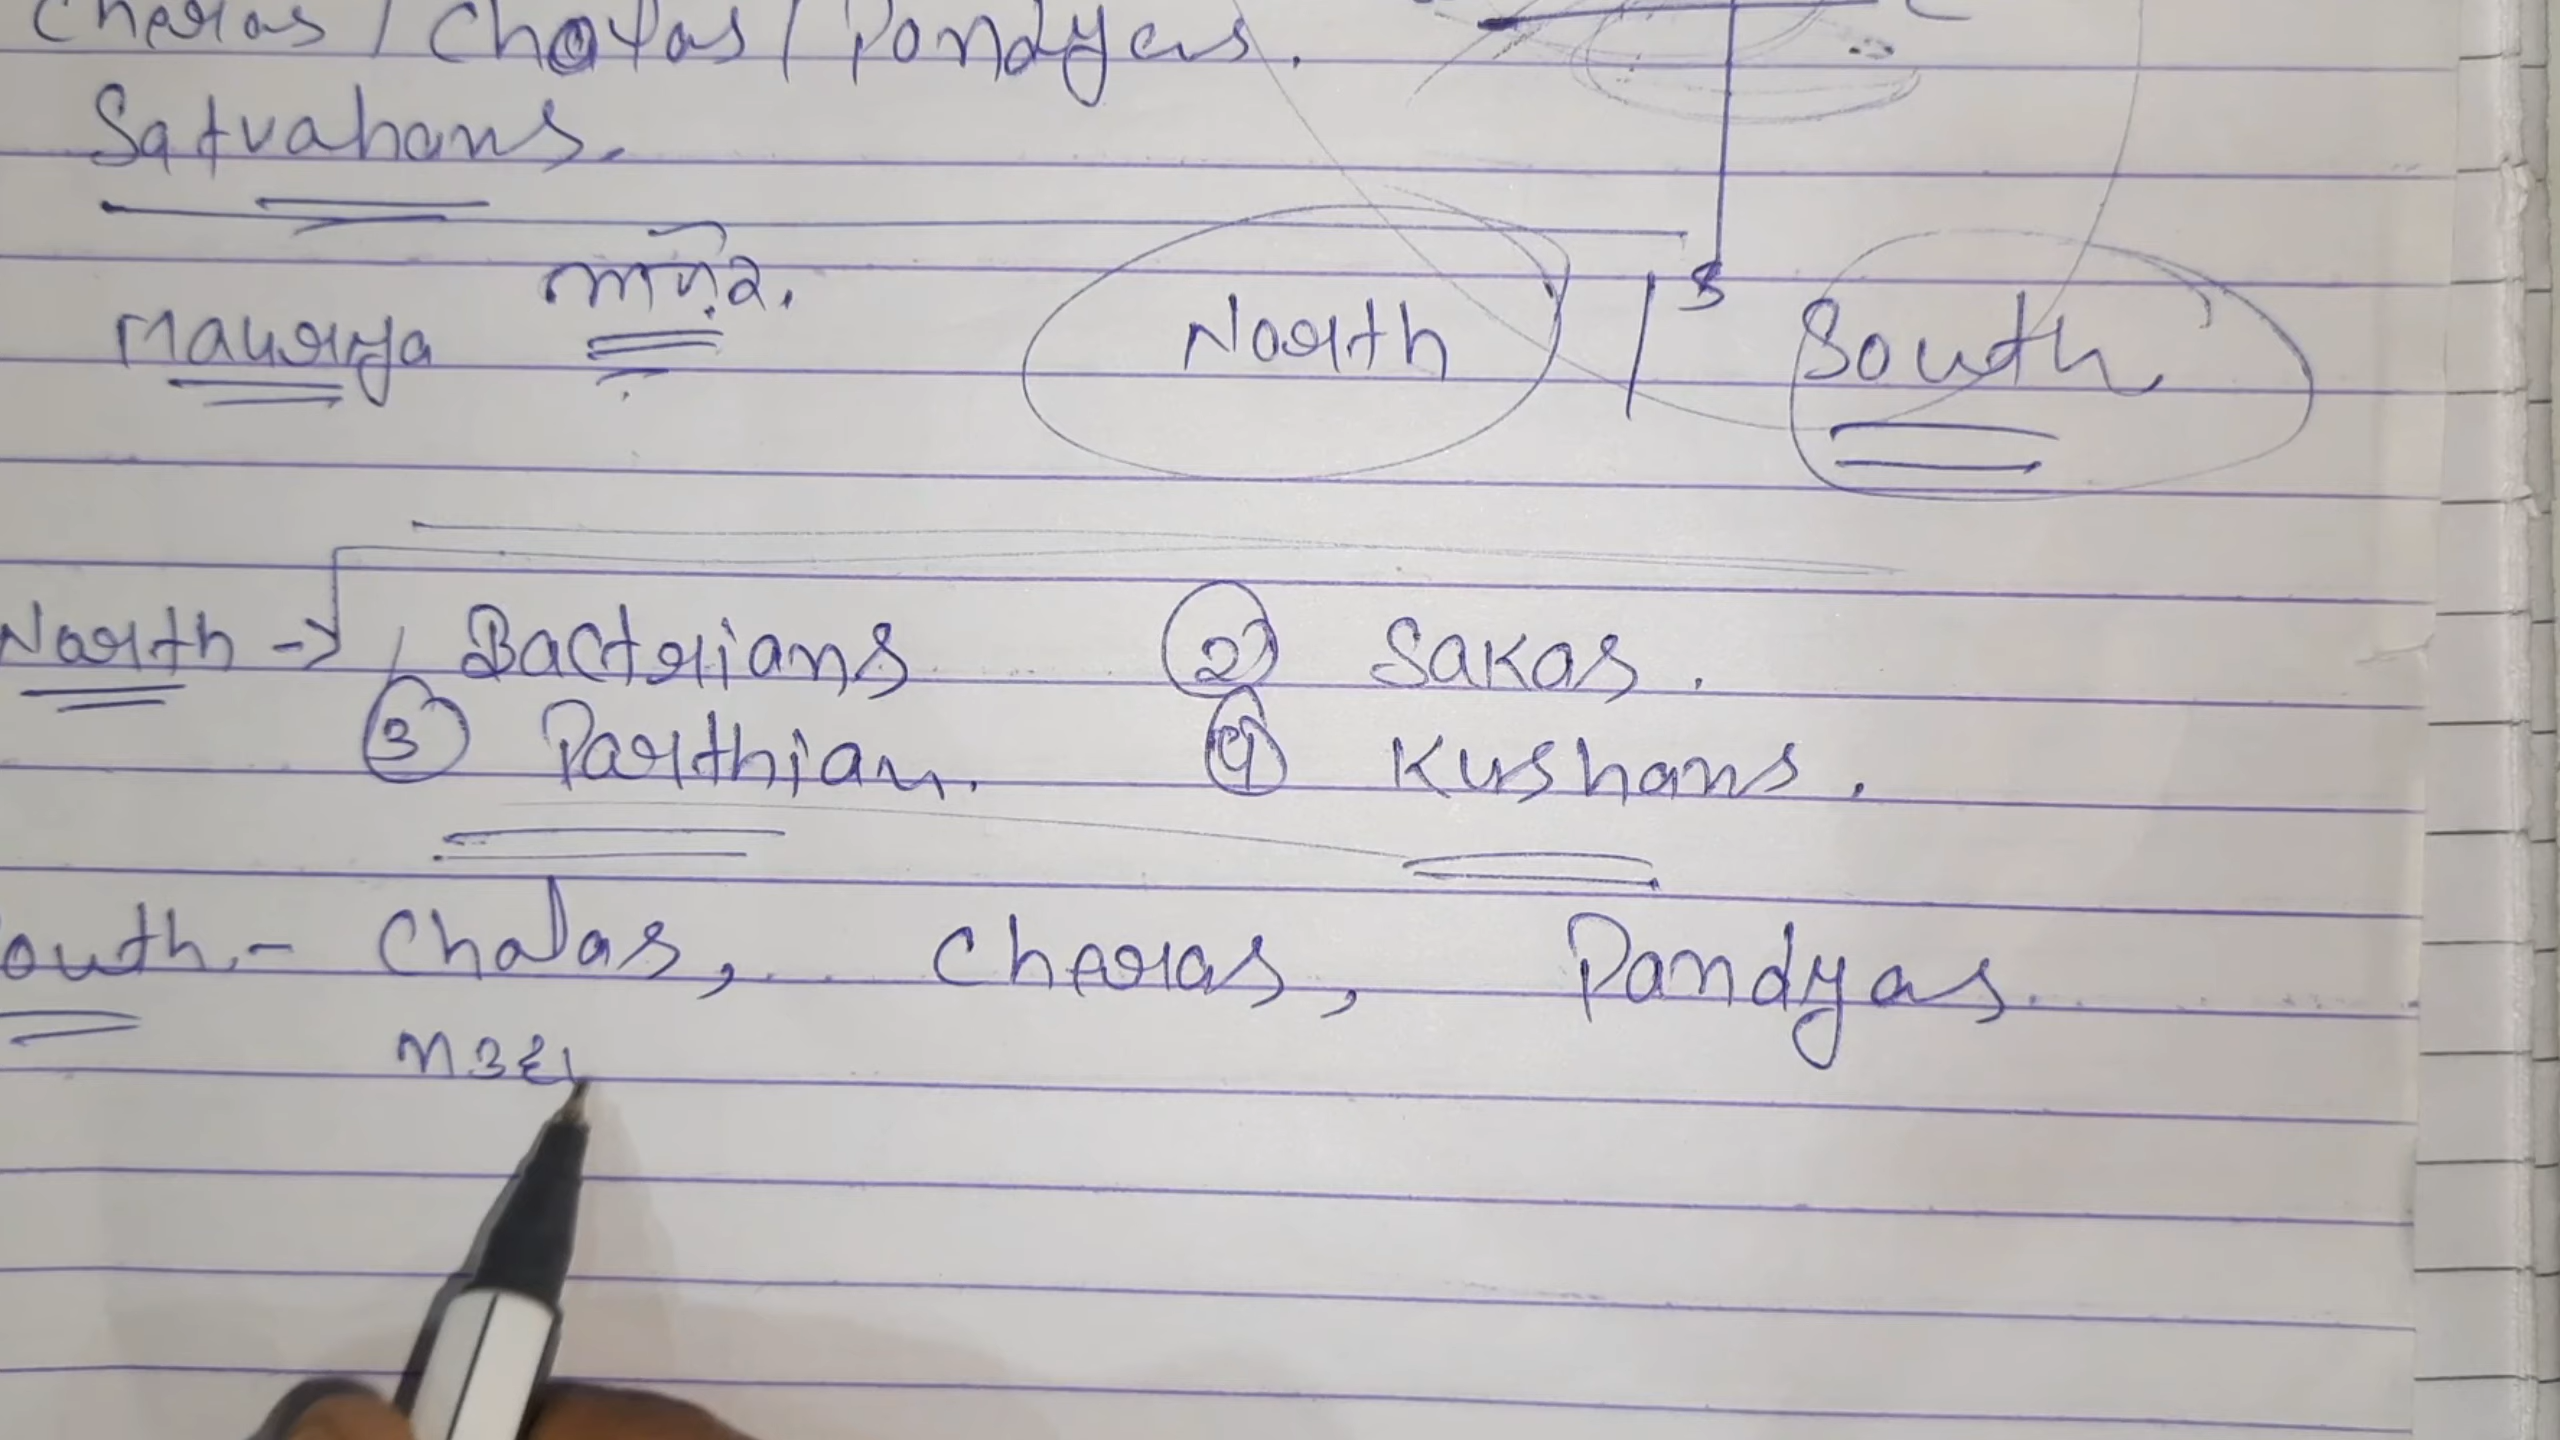 Cheras / Cholas / Pandyas.
Satvahans.
S
Maurya
North / South
North → 1 Bactrians ② Sakas.
③ Parthian. ④ Kushans.
outh - Cholas, Cheras, Pandyas